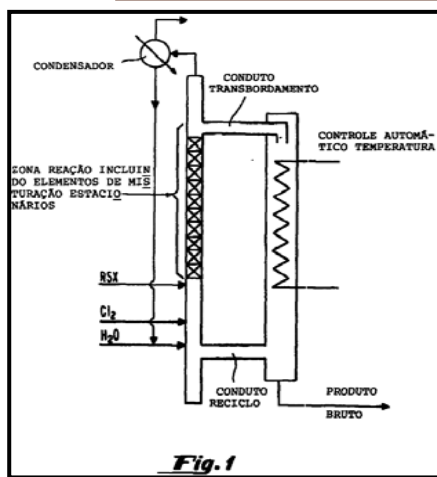 CONDENSADOR
CONDUTO
TRANSBORDAMENTO
CONTROLE AUTOMÁ-
TICO TEMPERATURA
ZONA REAÇÃO INCLUIN
DO ELEMENTOS DE MIS
TURAÇÃO ESTACIO
NÁRIOS
RSX
Cl₂
H₂O
CONDUTO
RECICLO
PRODUTO
BRUTO
Fig. 1